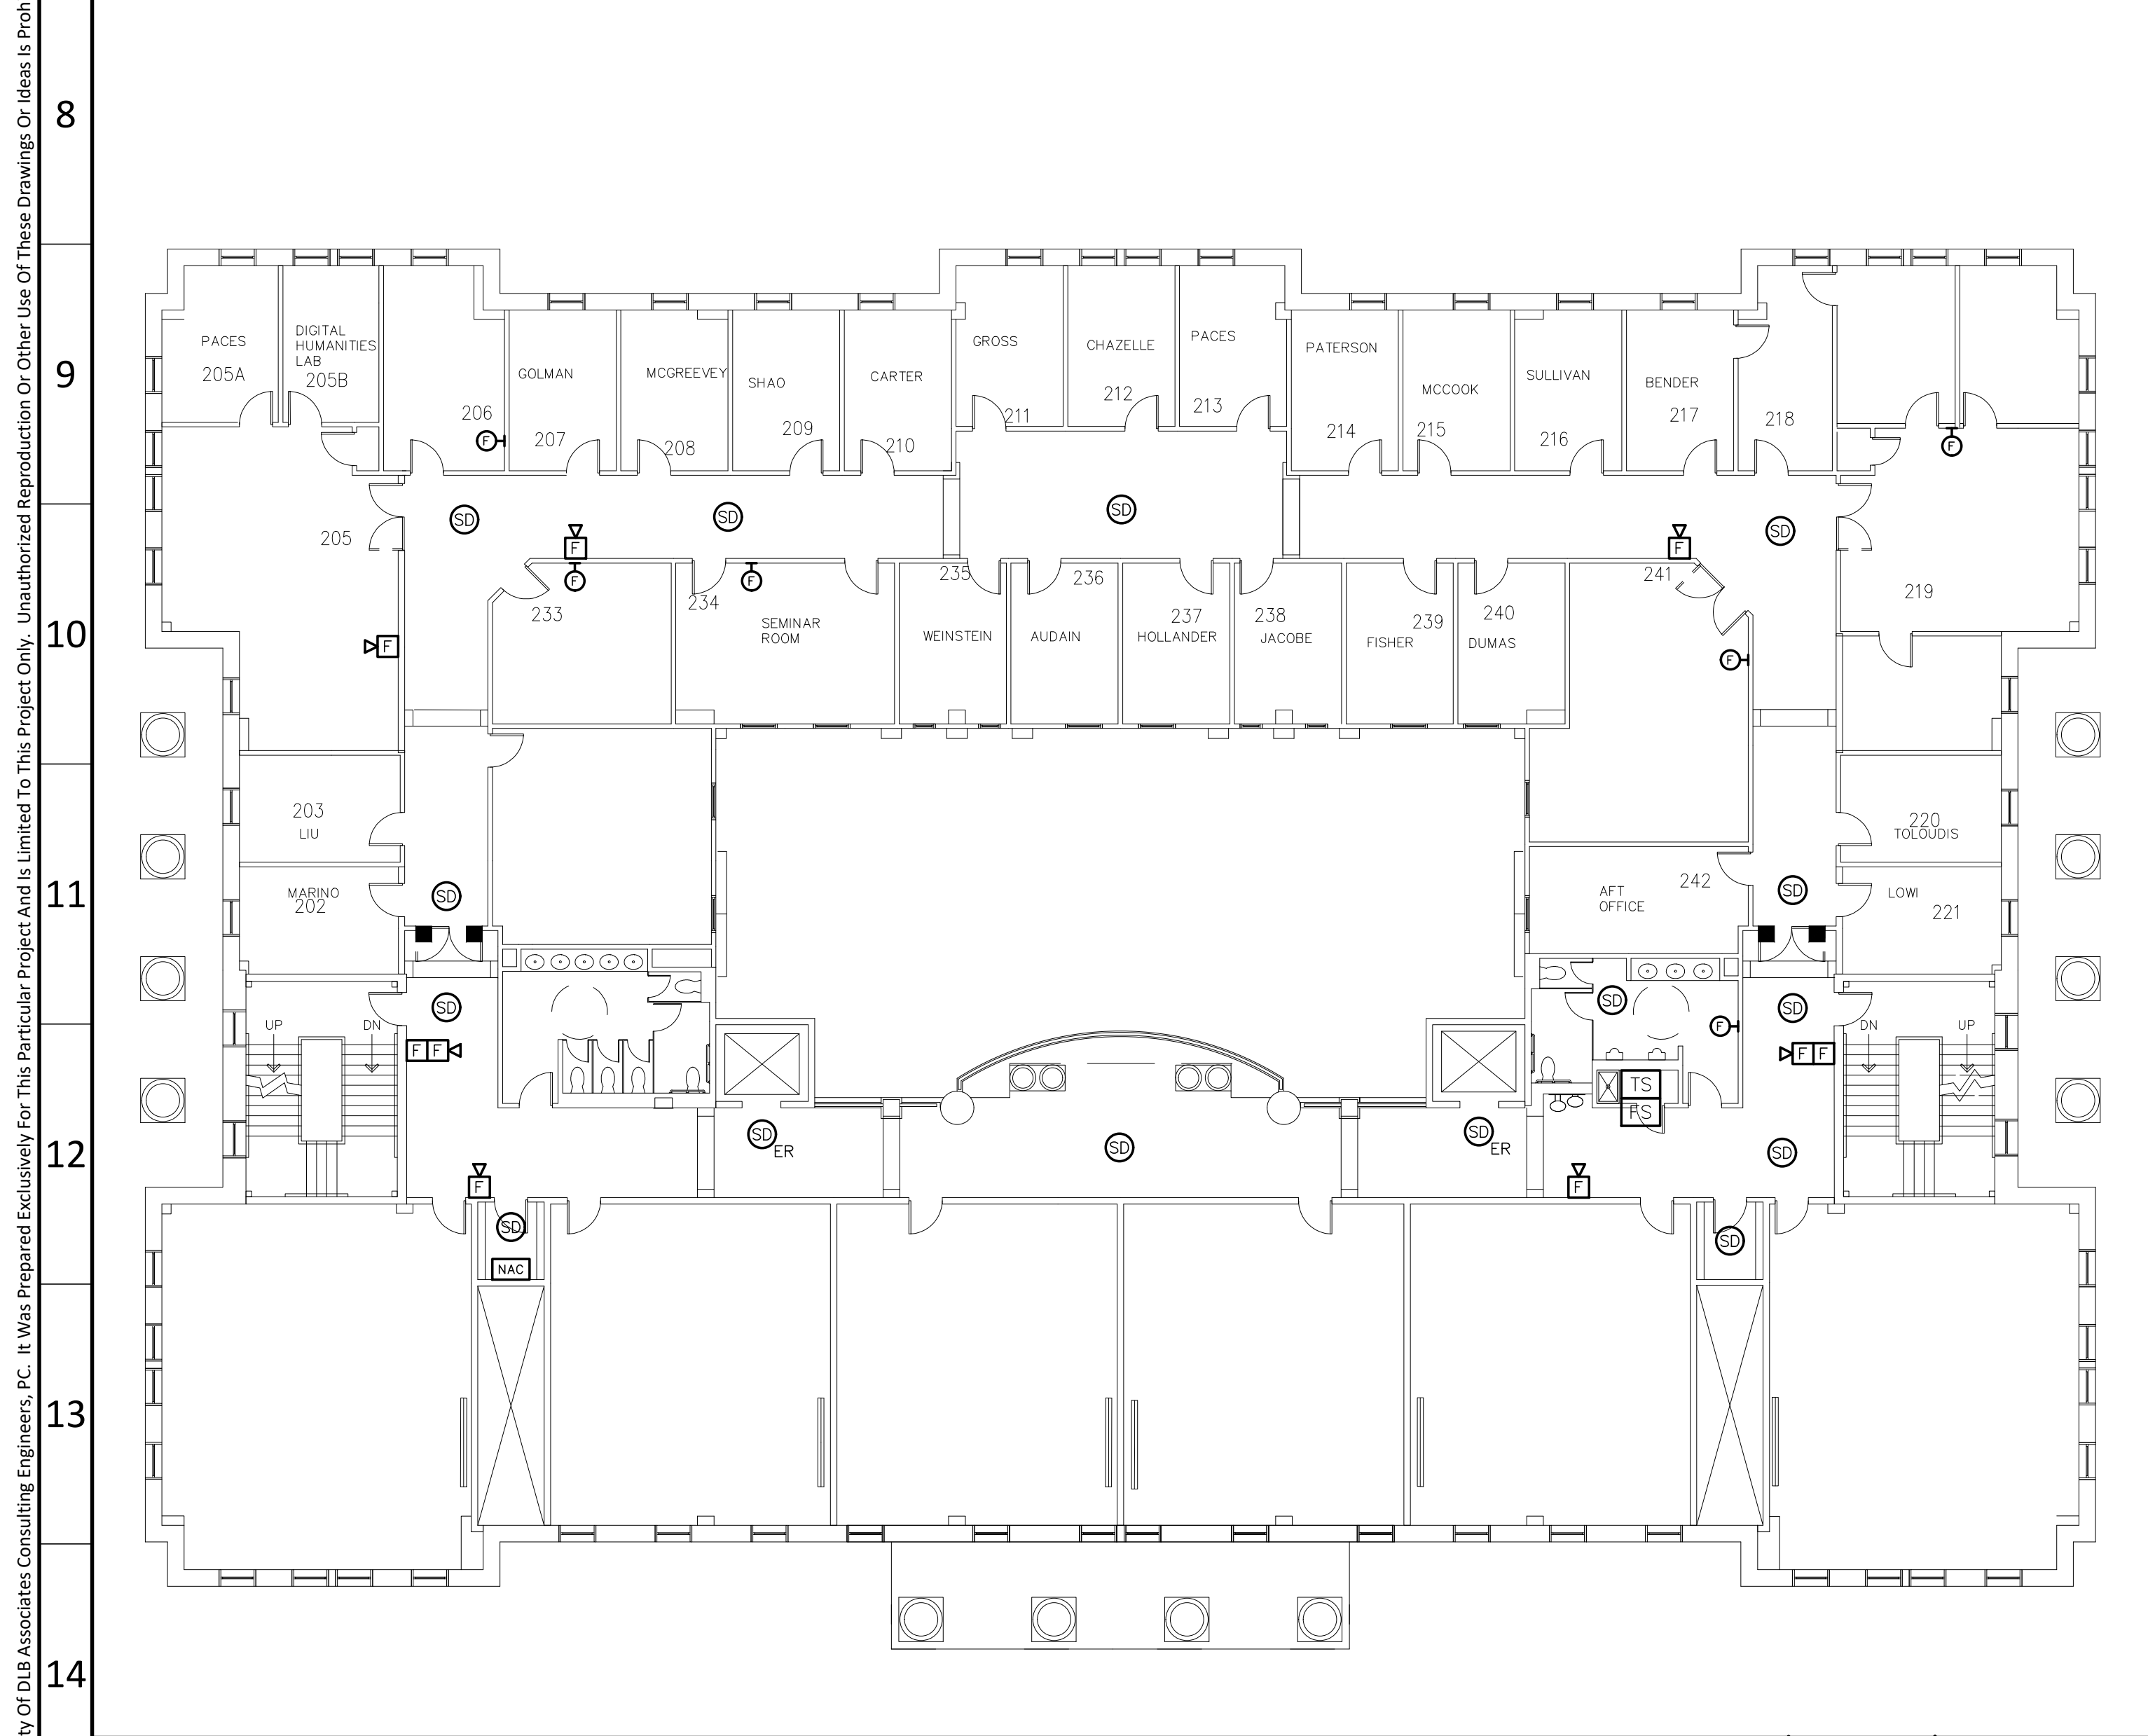 ty Of DLB Associates Consulting Engineers, PC. It Was Prepared Exclusively For This Particular Project And Is Limited To This Project Only. Unauthorized Reproduction Or Other Use Of These Drawings Or Ideas Is Proh
8
9
10
11
12
13
14
PACES
205A
DIGITAL
HUMANITIES
LAB
205B
206
F
GOLMAN
207
MCGREEVEY
208
SHAO
209
CARTER
210
GROSS
211
CHAZELLE
212
PACES
213
PATERSON
214
MCCOOK
215
SULLIVAN
216
BENDER
217
218
F
205
SD
F
SD
SD
F
SD
219
F
233
F
234
SEMINAR
ROOM
235
WEINSTEIN
236
AUDAIN
237
HOLLANDER
238
JACOBE
239
FISHER
240
DUMAS
241
F
F
203
LIU
MARINO
202
SD
220
TOLOUDIS
LOWI
221
AFT
OFFICE
242
SD
SD
SD
SD
UP
DN
F F
F
F F
DN
UP
TS
FS
SD
ER
SD
SD
ER
SD
F
F
SD
NAC
SD